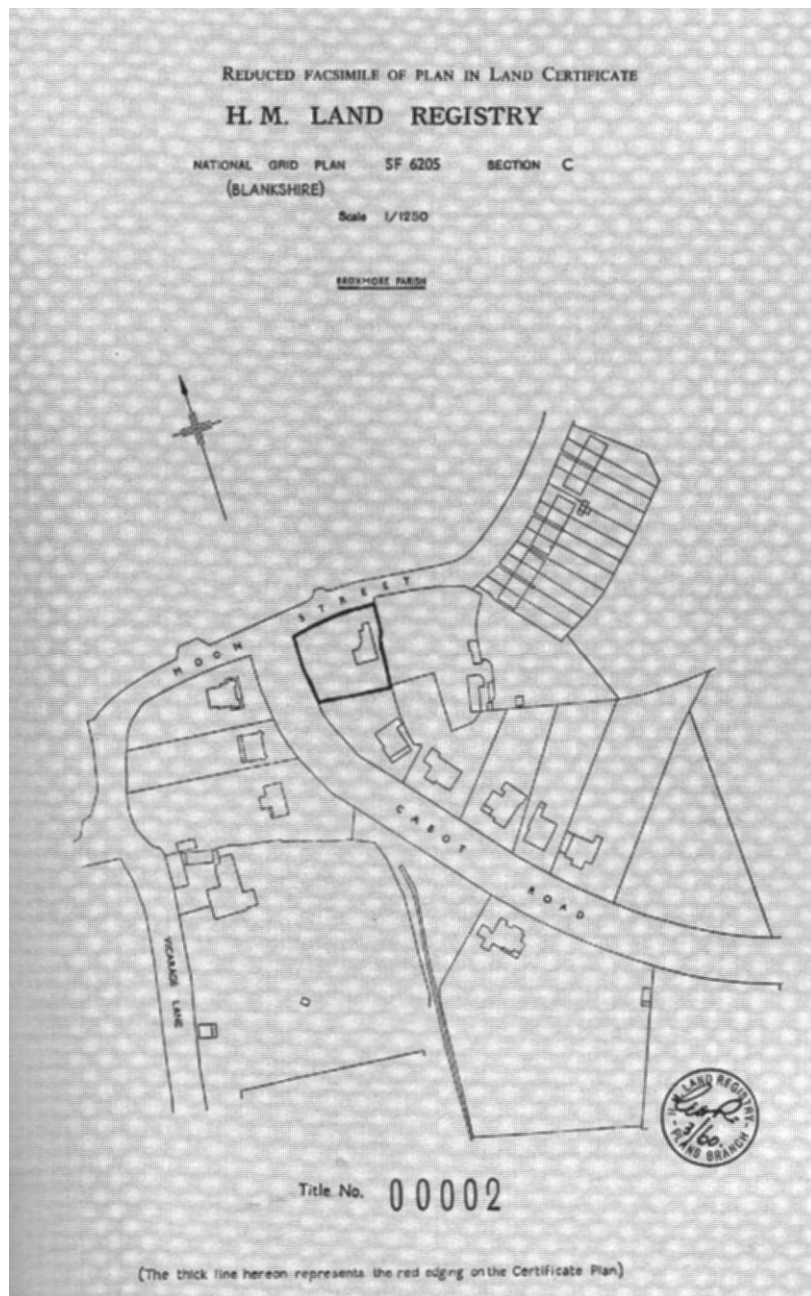 REDUCED FACSIMILE OF PLAN IN LAND CERTIFICATE
H. M. LAND REGISTRY
NATIONAL GRID PLAN SF 6205 SECTION C
(BLANKSHIRE)
Scale 1/1250
BROXMORE PARISH
MOON STREET
CABOT ROAD
VICARAGE LANE
H.M. LAND REGISTRY
3/60.
PLANS BRANCH
Title No. 00002
(The thick line hereon represents the red edging on the Certificate Plan)